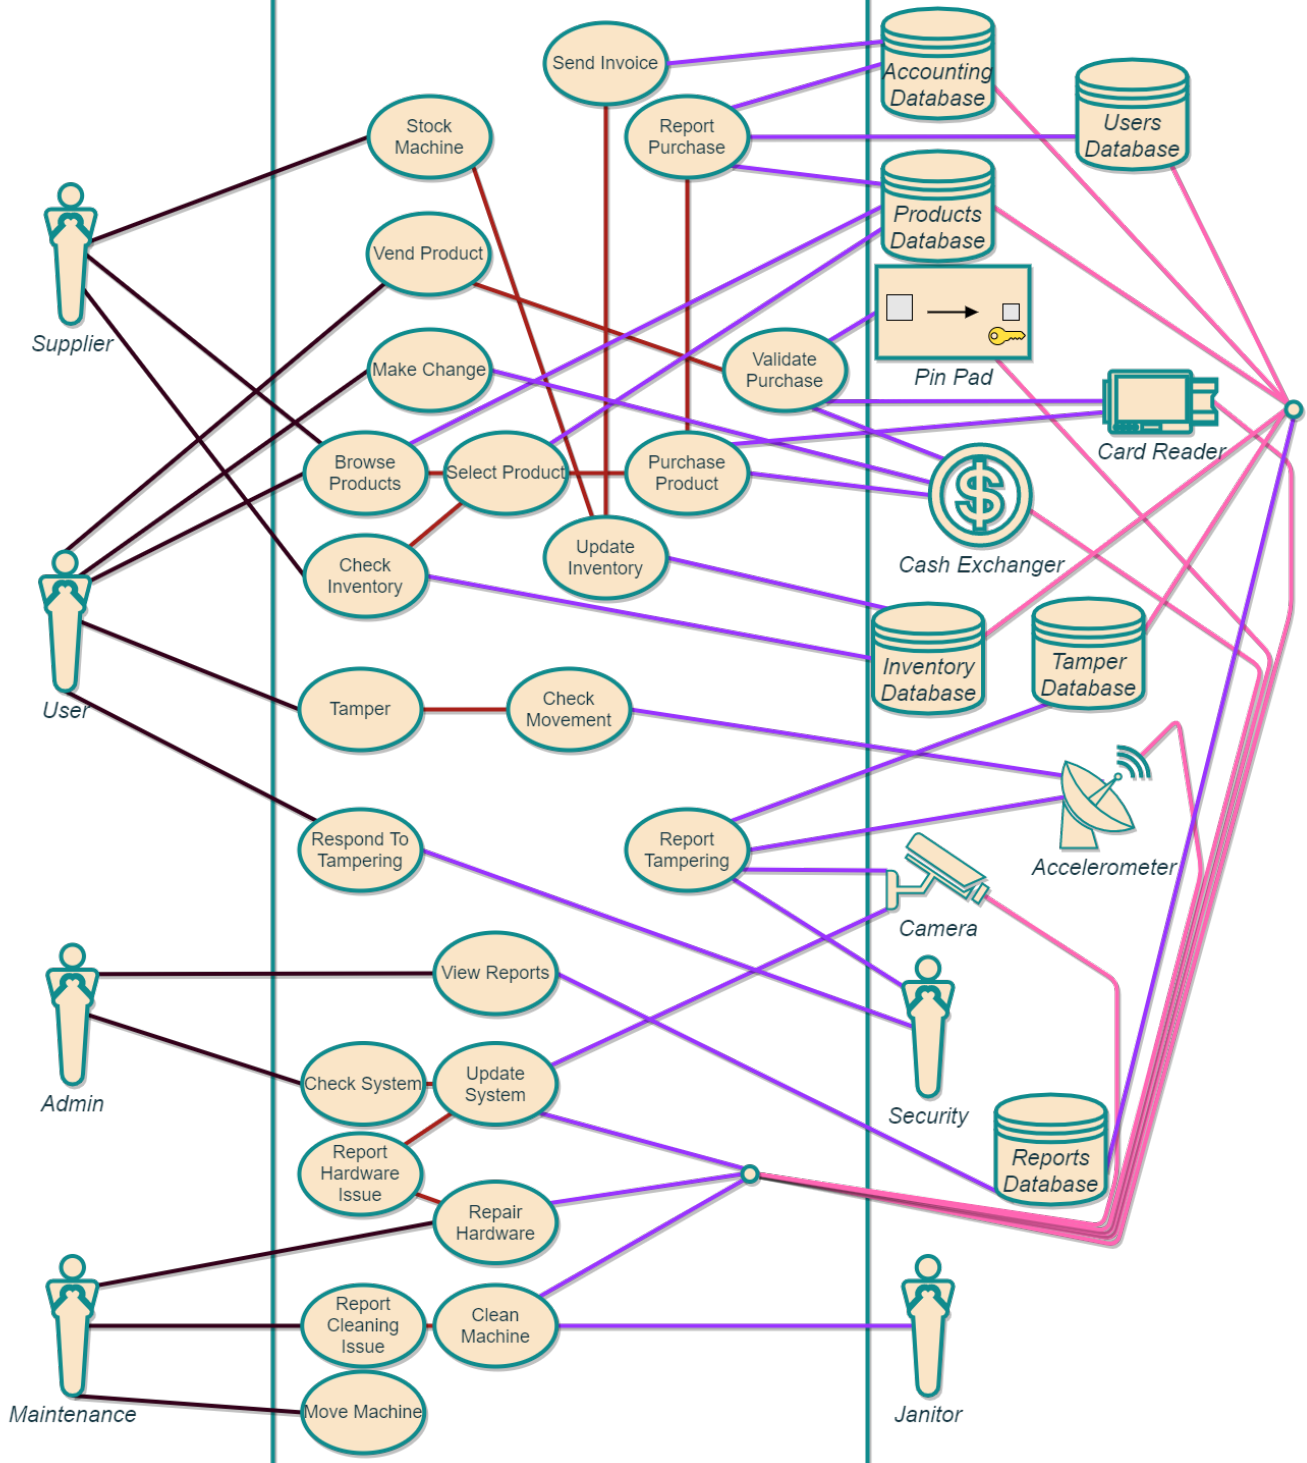 Send Invoice
Accounting
Database
Users
Database
Stock
Machine
Report
Purchase
Products
Database
Vend Product
Supplier
Make Change
Validate
Purchase
Pin Pad
Card Reader
Browse
Products
Select Product
Purchase
Product
Cash Exchanger
Check
Inventory
Update
Inventory
Inventory
Database
Tamper
Database
User
Tamper
Check
Movement
Respond To
Tampering
Report
Tampering
Accelerometer
Camera
View Reports
Admin
Check System
Update
System
Security
Report
Hardware
Issue
Reports
Database
Repair
Hardware
Report
Cleaning
Issue
Clean
Machine
Maintenance
Move Machine
Janitor